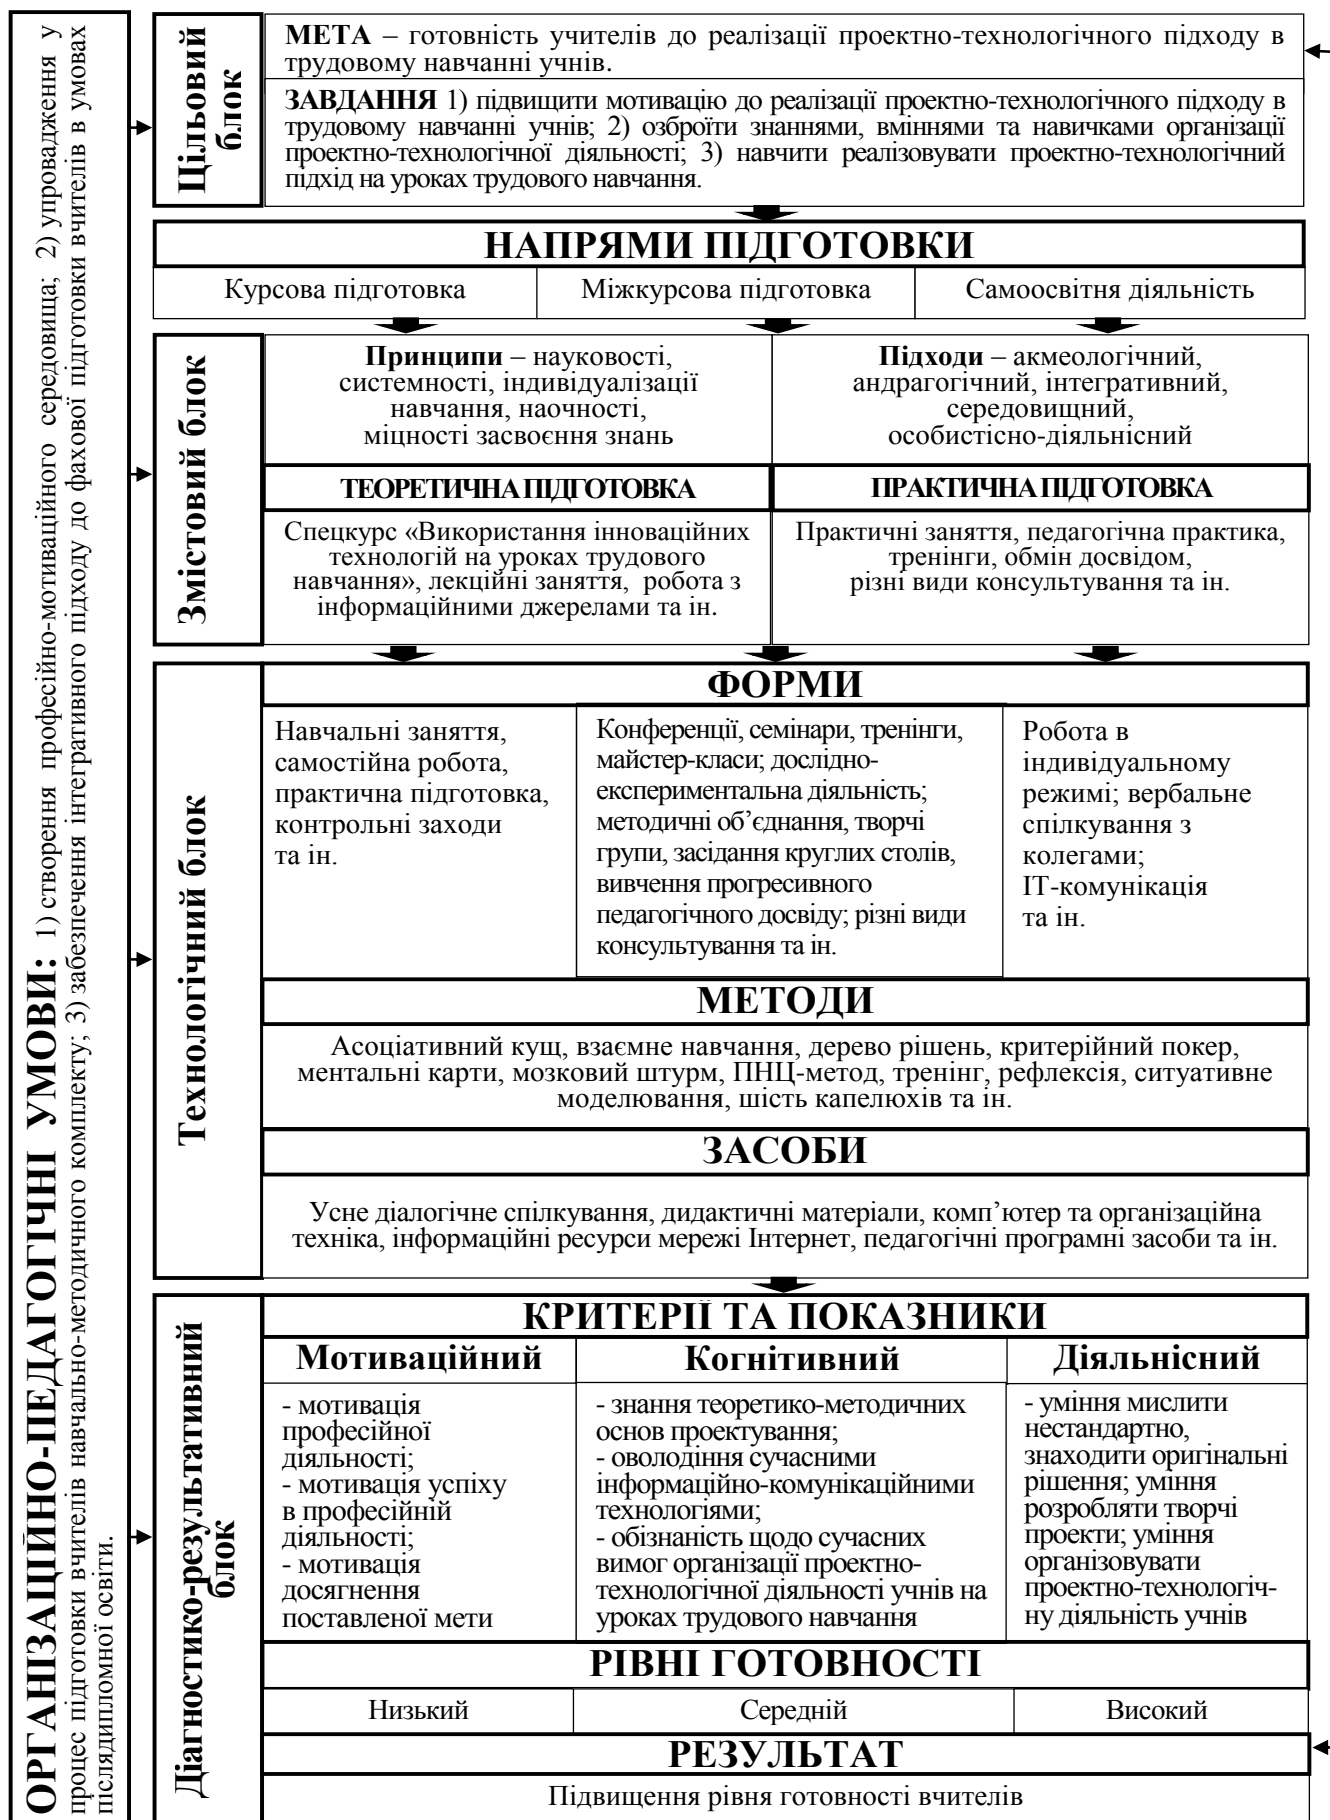 ОРГАНІЗАЦІЙНО-ПЕДАГОГІЧНІ УМОВИ: 1) створення професійно-мотиваційного середовища; 2) упровадження у
процес підготовки вчителів навчально-методичного комплекту; 3) забезпечення інтегративного підходу до фахової підготовки вчителів в умовах
післядипломної освіти.
Цільовий
блок
МЕТА – готовність учителів до реалізації проектно-технологічного підходу в
трудовому навчанні учнів.
ЗАВДАННЯ 1) підвищити мотивацію до реалізації проектно-технологічного підходу в
трудовому навчанні учнів; 2) озброїти знаннями, вміннями та навичками організації
проектно-технологічної діяльності; 3) навчити реалізовувати проектно-технологічний
підхід на уроках трудового навчання.
НАПРЯМИ ПІДГОТОВКИ
Курсова підготовка
Міжкурсова підготовка
Самоосвітня діяльність
Змістовий блок
Принципи – науковості,
системності, індивідуалізації
навчання, наочності,
міцності засвоєння знань
Підходи – акмеологічний,
андрагогічний, інтегративний,
середовищний,
особистісно-діяльнісний
ТЕОРЕТИЧНА ПІДГОТОВКА
ПРАКТИЧНА ПІДГОТОВКА
Спецкурс «Використання інноваційних
технологій на уроках трудового
навчання», лекційні заняття, робота з
інформаційними джерелами та ін.
Практичні заняття, педагогічна практика,
тренінги, обмін досвідом,
різні види консультування та ін.
Технологічний блок
ФОРМИ
Навчальні заняття,
самостійна робота,
практична підготовка,
контрольні заходи
та ін.
Конференції, семінари, тренінги,
майстер-класи; дослідно-
експериментальна діяльність;
методичні об’єднання, творчі
групи, засідання круглих столів,
вивчення прогресивного
педагогічного досвіду; різні види
консультування та ін.
Робота в
індивідуальному
режимі; вербальне
спілкування з
колегами;
ІТ-комунікація
та ін.
МЕТОДИ
Асоціативний кущ, взаємне навчання, дерево рішень, критерійний покер,
ментальні карти, мозковий штурм, ПНЦ-метод, тренінг, рефлексія, ситуативне
моделювання, шість капелюхів та ін.
ЗАСОБИ
Усне діалогічне спілкування, дидактичні матеріали, комп’ютер та організаційна
техніка, інформаційні ресурси мережі Інтернет, педагогічні програмні засоби та ін.
Діагностико-результативний
блок
КРИТЕРІЇ ТА ПОКАЗНИКИ
Мотиваційний
Когнітивний
Діяльнісний
- мотивація
професійної
діяльності;
- мотивація успіху
в професійній
діяльності;
- мотивація
досягнення
поставленої мети
- знання теоретико-методичних
основ проектування;
- оволодіння сучасними
інформаційно-комунікаційними
технологіями;
- обізнаність щодо сучасних
вимог організації проектно-
технологічної діяльності учнів на
уроках трудового навчання
- уміння мислити
нестандартно,
знаходити оригінальні
рішення; уміння
розробляти творчі
проекти; уміння
організовувати
проектно-технологіч-
ну діяльність учнів
РІВНІ ГОТОВНОСТІ
Низький
Середній
Високий
РЕЗУЛЬТАТ
Підвищення рівня готовності вчителів